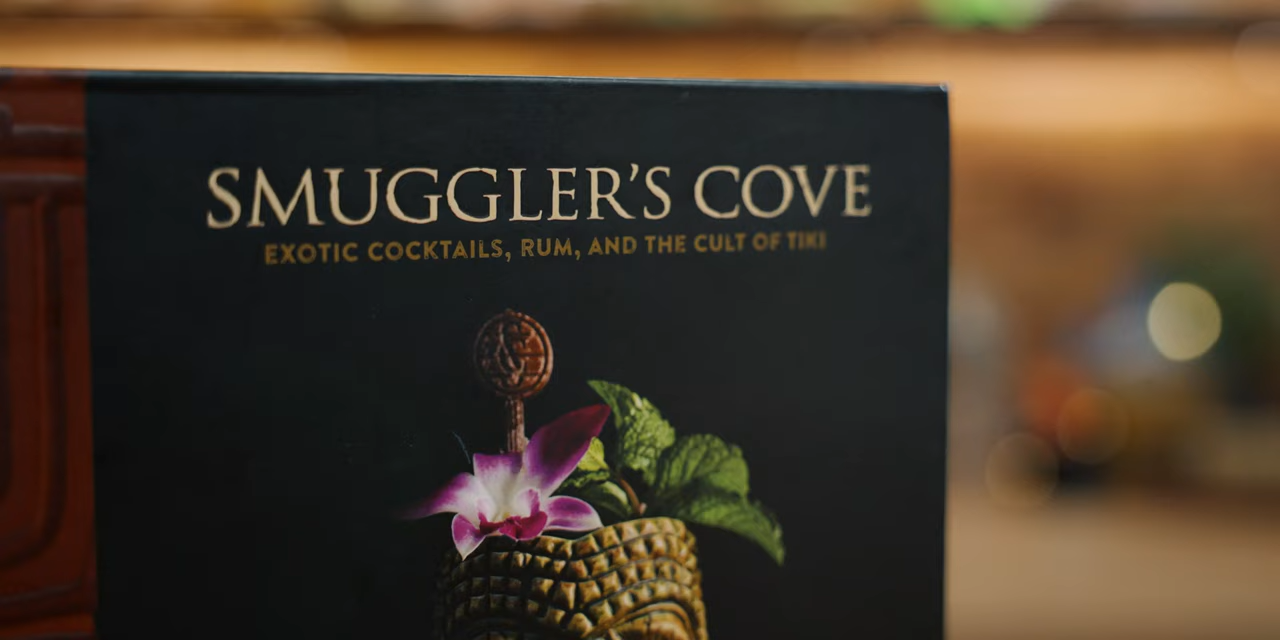 SMUGGLER'S COVE
EXOTIC COCKTAILS, RUM, AND THE CULT OF TIKI